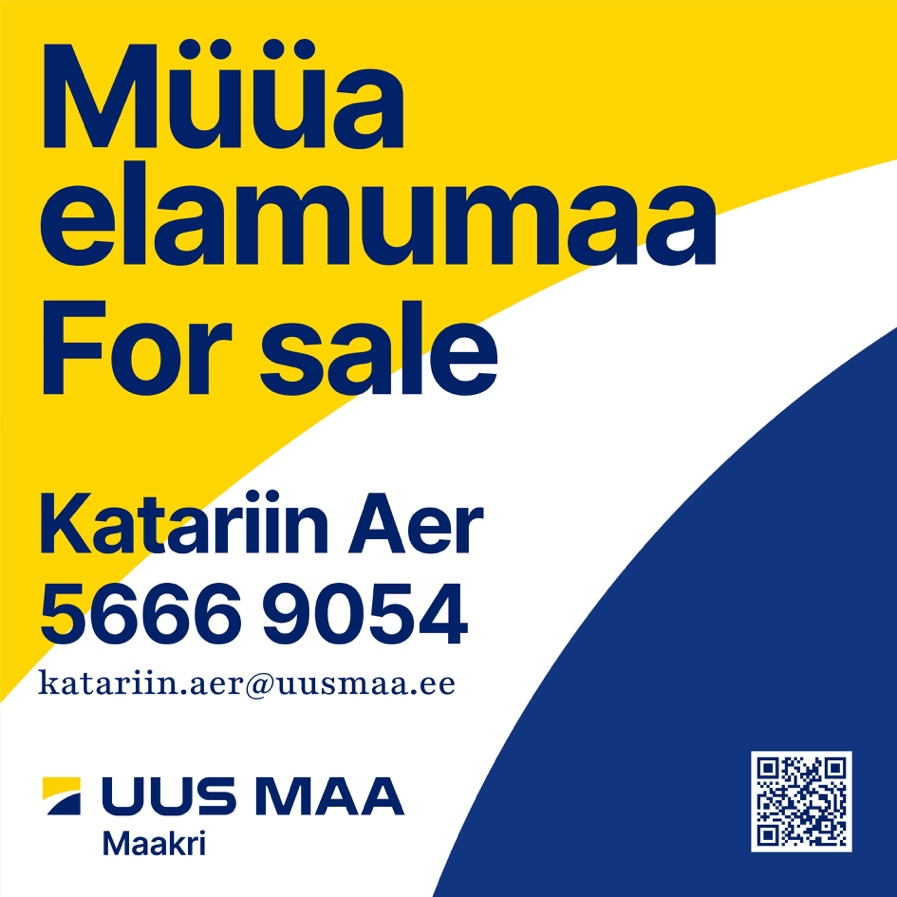 Müüa
elamumaa
For sale
Katariin Aer
5666 9054
katariin.aer@uusmaa.ee
UUS MAA
Maakri